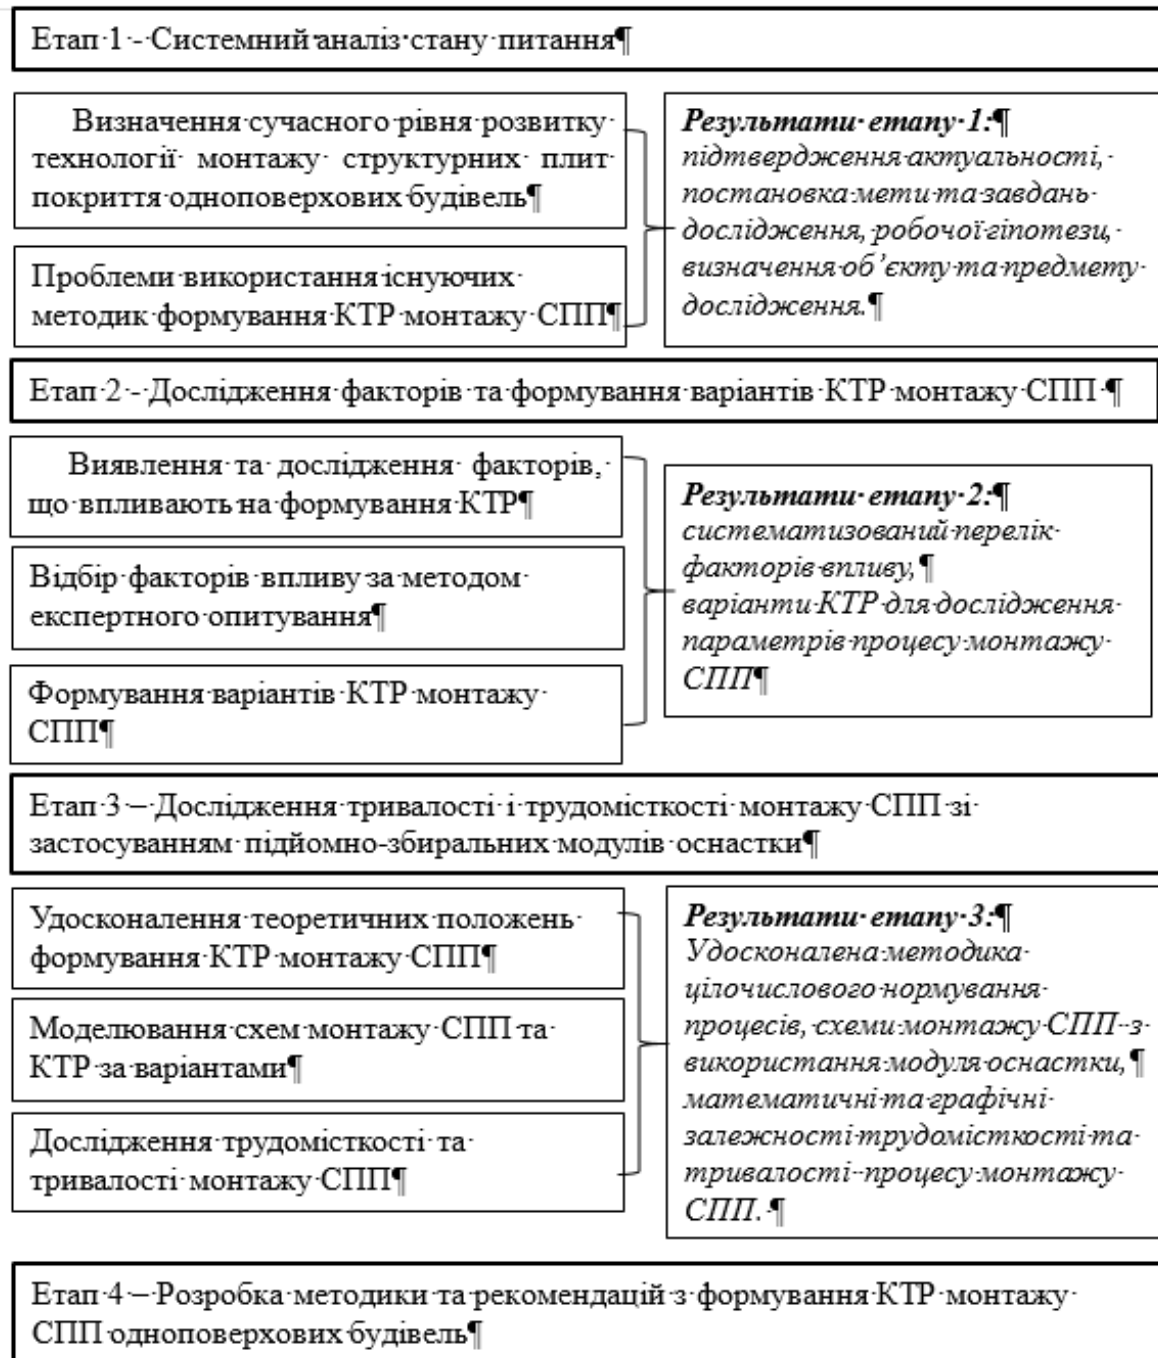 Етап 1 - Системний аналіз стану питання¶
Визначення сучасного рівня розвитку
технології монтажу структурних плит
покриття одноповерхових будівель¶
Проблеми використання існуючих
методик формування КТР монтажу СПП¶
Результати етапу 1:¶
підтвердження актуальності,
постановка мети та завдань
дослідження, робочої гіпотези,
визначення об’єкту та предмету
дослідження.¶
Етап 2 - Дослідження факторів та формування варіантів КТР монтажу СПП ¶
Виявлення та дослідження факторів,
що впливають на формування КТР¶
Відбір факторів впливу за методом
експертного опитування¶
Формування варіантів КТР монтажу
СПП¶
Результати етапу 2:¶
систематизований перелік
факторів впливу, ¶
варіанти КТР для дослідження
параметрів процесу монтажу
СПП¶
Етап 3 – Дослідження тривалості і трудомісткості монтажу СПП зі
застосуванням підйомно-збиральних модулів оснастки¶
Удосконалення теоретичних положень
формування КТР монтажу СПП¶
Моделювання схем монтажу СПП та
КТР за варіантами¶
Дослідження трудомісткості та
тривалості монтажу СПП¶
Результати етапу 3:¶
Удосконалена методика
цілочислового нормування
процесів, схеми монтажу СПП з
використання модуля оснастки, ¶
математичні та графічні
залежності трудомісткості та
тривалості процесу монтажу
СПП. ¶
Етап 4 – Розробка методики та рекомендацій з формування КТР монтажу
СПП одноповерхових будівель¶